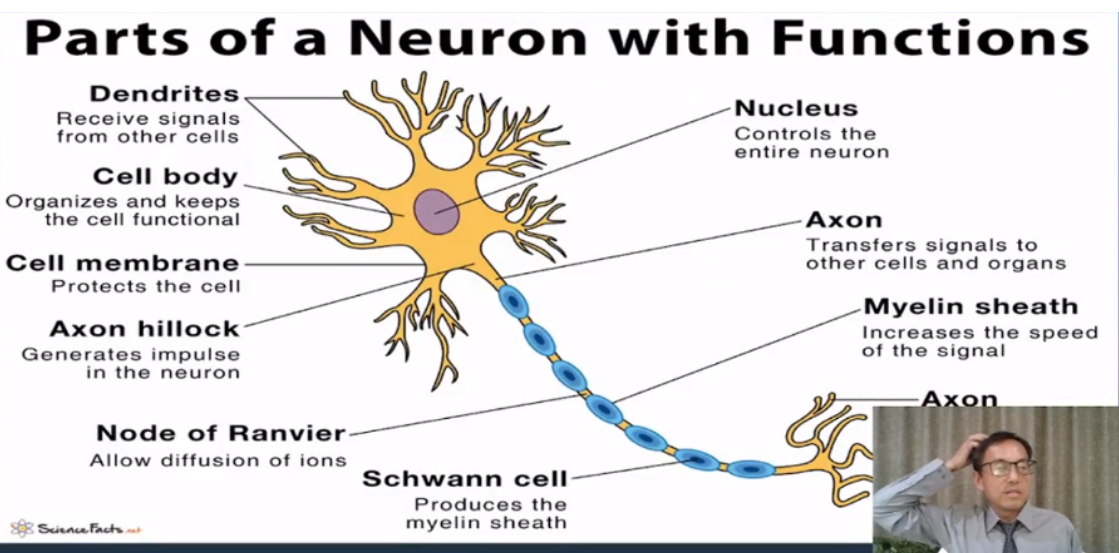 Parts of a Neuron with Functions
Dendrites
Receive signals
from other cells
Cell body
Organizes and keeps
the cell functional
Cell membrane
Protects the cell
Axon hillock
Generates impulse
in the neuron
Node of Ranvier
Allow diffusion of ions
Schwann cell
Produces the
myelin sheath
Nucleus
Controls the
entire neuron
Axon
Transfers signals to
other cells and organs
Myelin sheath
Increases the speed
of the signal
Axon
ScienceFacts.net